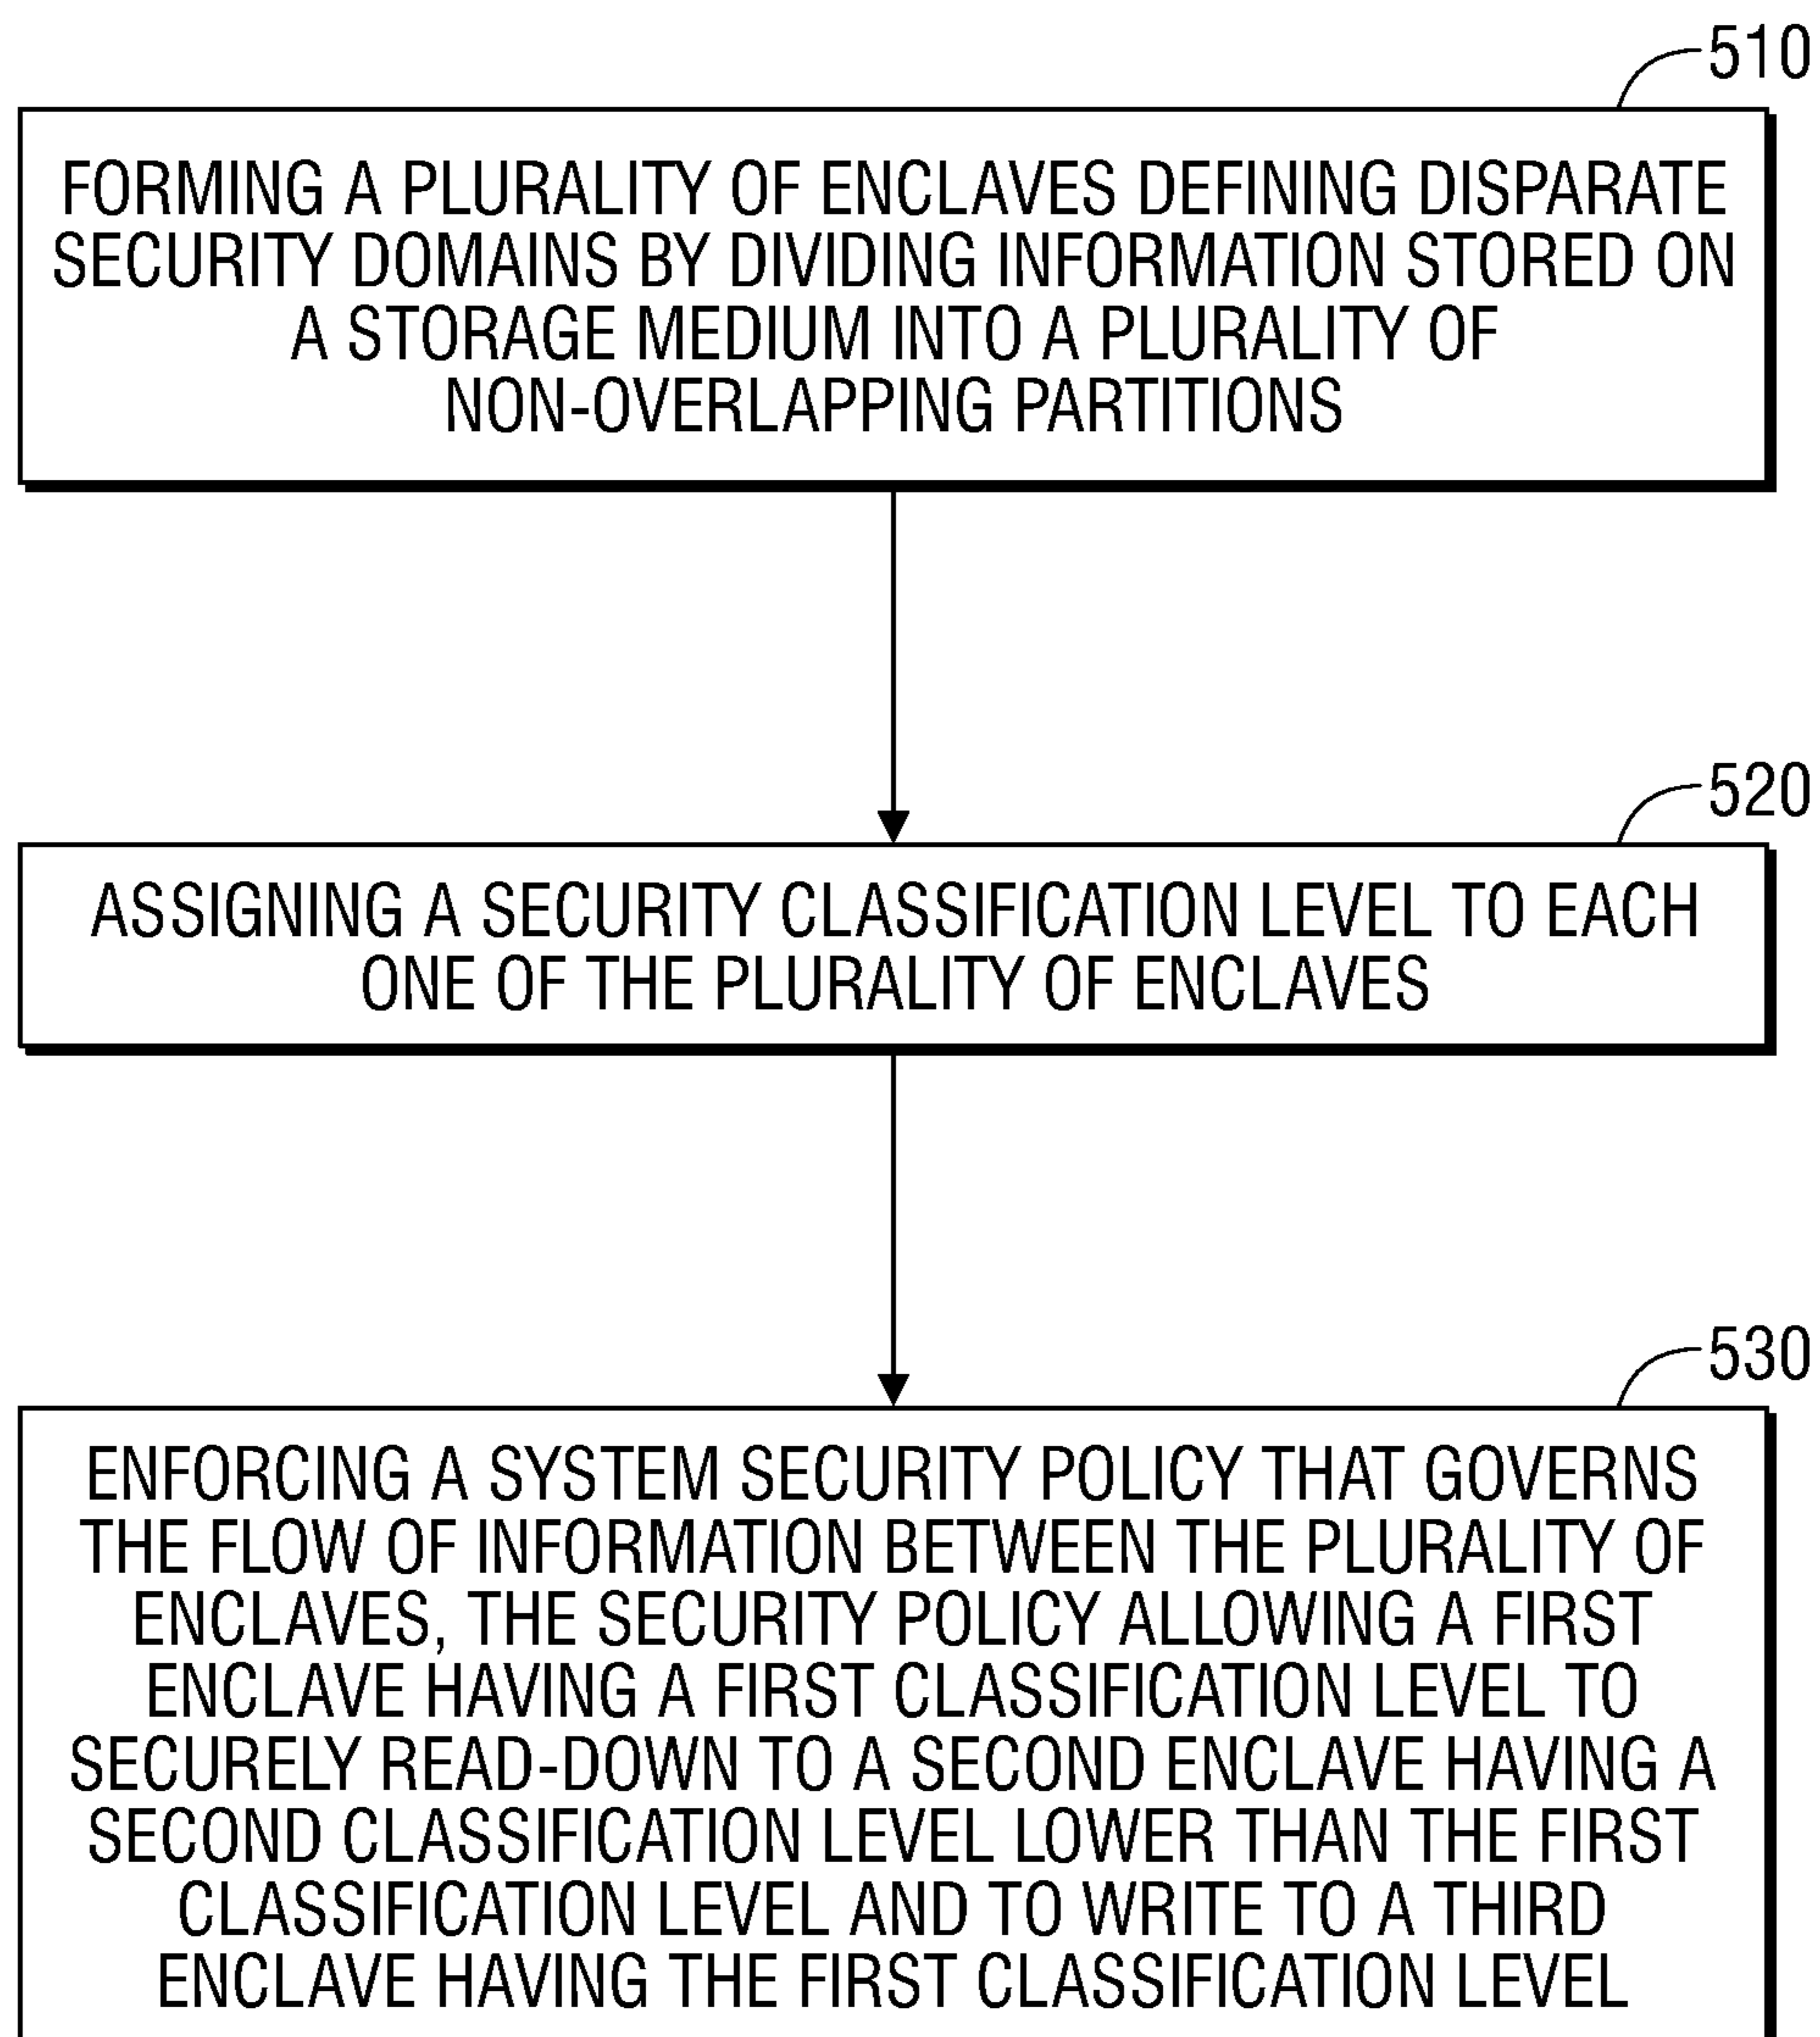 510
FORMING A PLURALITY OF ENCLAVES DEFINING DISPARATE
SECURITY DOMAINS BY DIVIDING INFORMATION STORED ON
A STORAGE MEDIUM INTO A PLURALITY OF
NON-OVERLAPPING PARTITIONS
520
ASSIGNING A SECURITY CLASSIFICATION LEVEL TO EACH
ONE OF THE PLURALITY OF ENCLAVES
530
ENFORCING A SYSTEM SECURITY POLICY THAT GOVERNS
THE FLOW OF INFORMATION BETWEEN THE PLURALITY OF
ENCLAVES, THE SECURITY POLICY ALLOWING A FIRST
ENCLAVE HAVING A FIRST CLASSIFICATION LEVEL TO
SECURELY READ-DOWN TO A SECOND ENCLAVE HAVING A
SECOND CLASSIFICATION LEVEL LOWER THAN THE FIRST
CLASSIFICATION LEVEL AND TO WRITE TO A THIRD
ENCLAVE HAVING THE FIRST CLASSIFICATION LEVEL